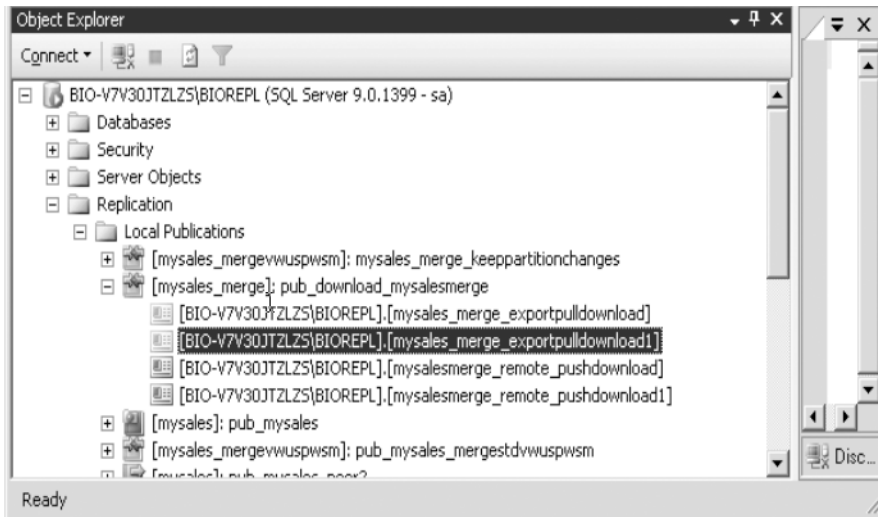 Object Explorer
Connect
BIO-V7V30JTZLZS\BIOREPL (SQL Server 9.0.1399 - sa)
Databases
Security
Server Objects
Replication
Local Publications
[mysales_mergevwuspwsm]: mysales_merge_keeppartitionchanges
[mysales_merge]: pub_download_mysalesmerge
[BIO-V7V30JTZLZS\BIOREPL].[mysales_merge_exportpulldownload]
[BIO-V7V30JTZLZS\BIOREPL].[mysales_merge_exportpulldownload1]
[BIO-V7V30JTZLZS\BIOREPL].[mysalesmerge_remote_pushdownload]
[BIO-V7V30JTZLZS\BIOREPL].[mysalesmerge_remote_pushdownload1]
[mysales]: pub_mysales
[mysales_mergevwuspwsm]: pub_mysales_mergestdvwuspwsm
[mysales]: pub_mysales_peer2
Disc...
Ready